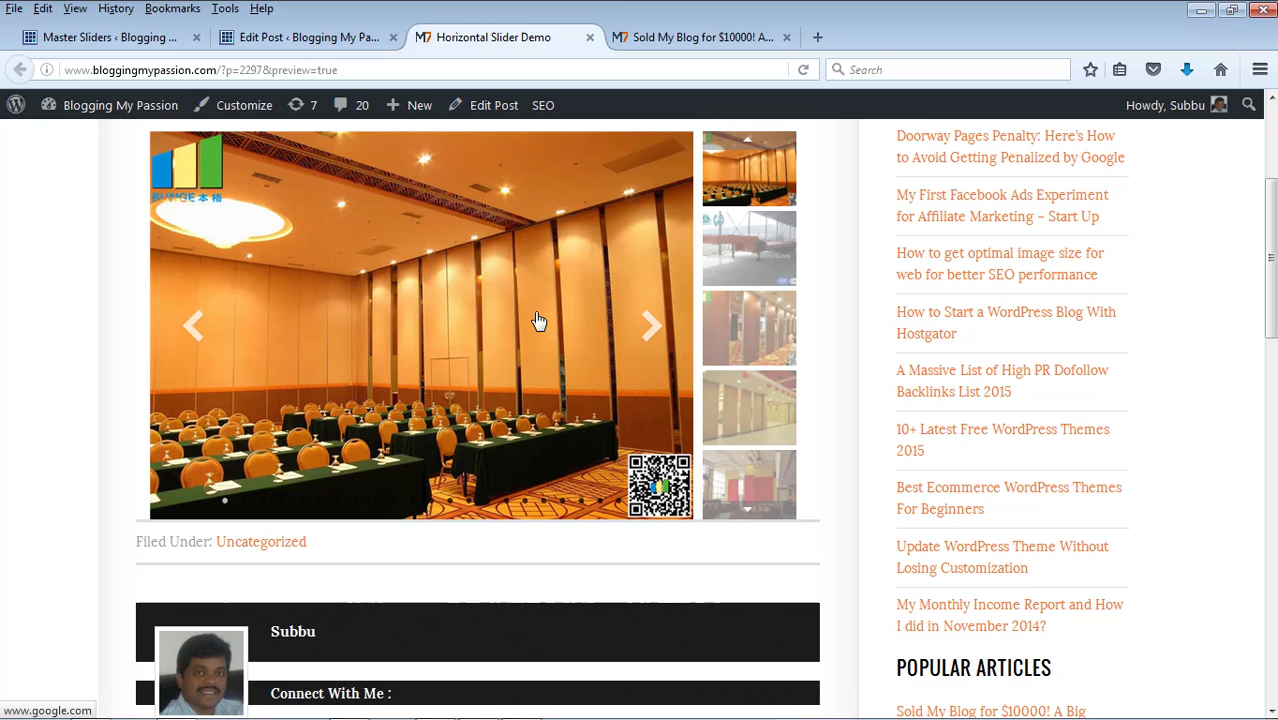 File Edit View History Bookmarks Tools Help
Master Sliders ‹ Blogging ...
Edit Post ‹ Blogging My Pa...
Horizontal Slider Demo
Sold My Blog for $10000! A...
www.bloggingmypassion.com/?p=2297&preview=true
Search
Blogging My Passion
Customize
7
20
New
Edit Post
SEO
Howdy, Subbu
BUNGE本格
Doorway Pages Penalty: Here's How
to Avoid Getting Penalized by Google
My First Facebook Ads Experiment
for Affiliate Marketing – Start Up
How to get optimal image size for
web for better SEO performance
How to Start a WordPress Blog With
Hostgator
A Massive List of High PR Dofollow
Backlinks List 2015
10+ Latest Free WordPress Themes
2015
Best Ecommerce WordPress Themes
For Beginners
Update WordPress Theme Without
Losing Customization
My Monthly Income Report and How
I did in November 2014?
POPULAR ARTICLES
Sold My Blog for $10000! A Big
Filed Under: Uncategorized
Subbu
Connect With Me :
www.google.com